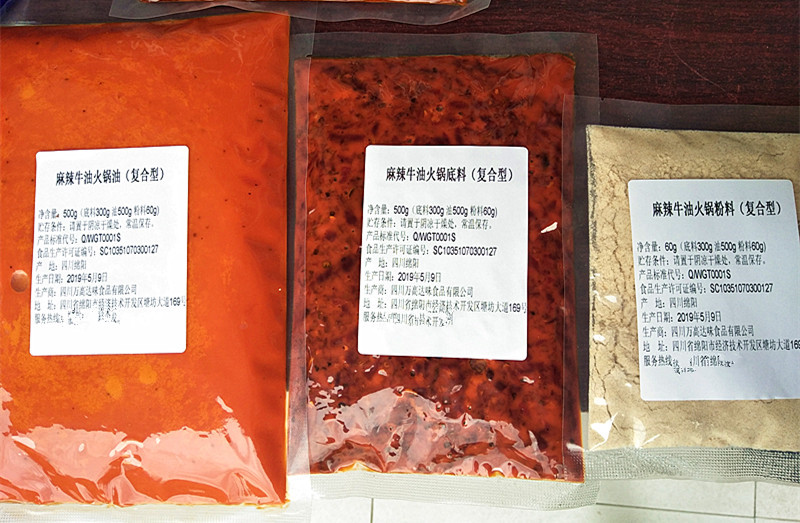 麻辣牛油火锅油（复合型）
净含量：500g（底料300g 油500g 粉料60g）
贮存条件：请置于阴凉干燥处，常温保存。
产品标准代号：Q/WGT0001S
食品生产许可证编号：SC10351070300127
产 地：四川绵阳
生产日期：2019年5月9日
生产商：四川万高达味食品有限公司
地 址：四川省绵阳市经济技术开发区塘坊大道169号
服务热线
麻辣牛油火锅底料（复合型）
净含量：500g（底料300g 油500g 粉料60g）
贮存条件：请置于阴凉干燥处，常温保存。
产品标准代号：Q/WGT0001S
食品生产许可证编号：SC10351070300127
产 地：四川绵阳
生产日期：2019年5月9日
生产商：四川万高达味食品有限公司
地 址：四川省绵阳市经济技术开发区塘坊大道169号
服务热
麻辣牛油火锅粉料（复合型）
净含量：60g（底料300g 油500g 粉料60g）
贮存条件：请置于阴凉干燥处，常温保存。
产品标准代号：Q/WGT0001S
食品生产许可证编号：SC10351070300127
产 地：四川绵阳
生产日期：2019年5月9日
生产商：四川万高达味食品有限公司
地 址：四川省绵阳市经济技术开发区塘坊大道169
服务热线